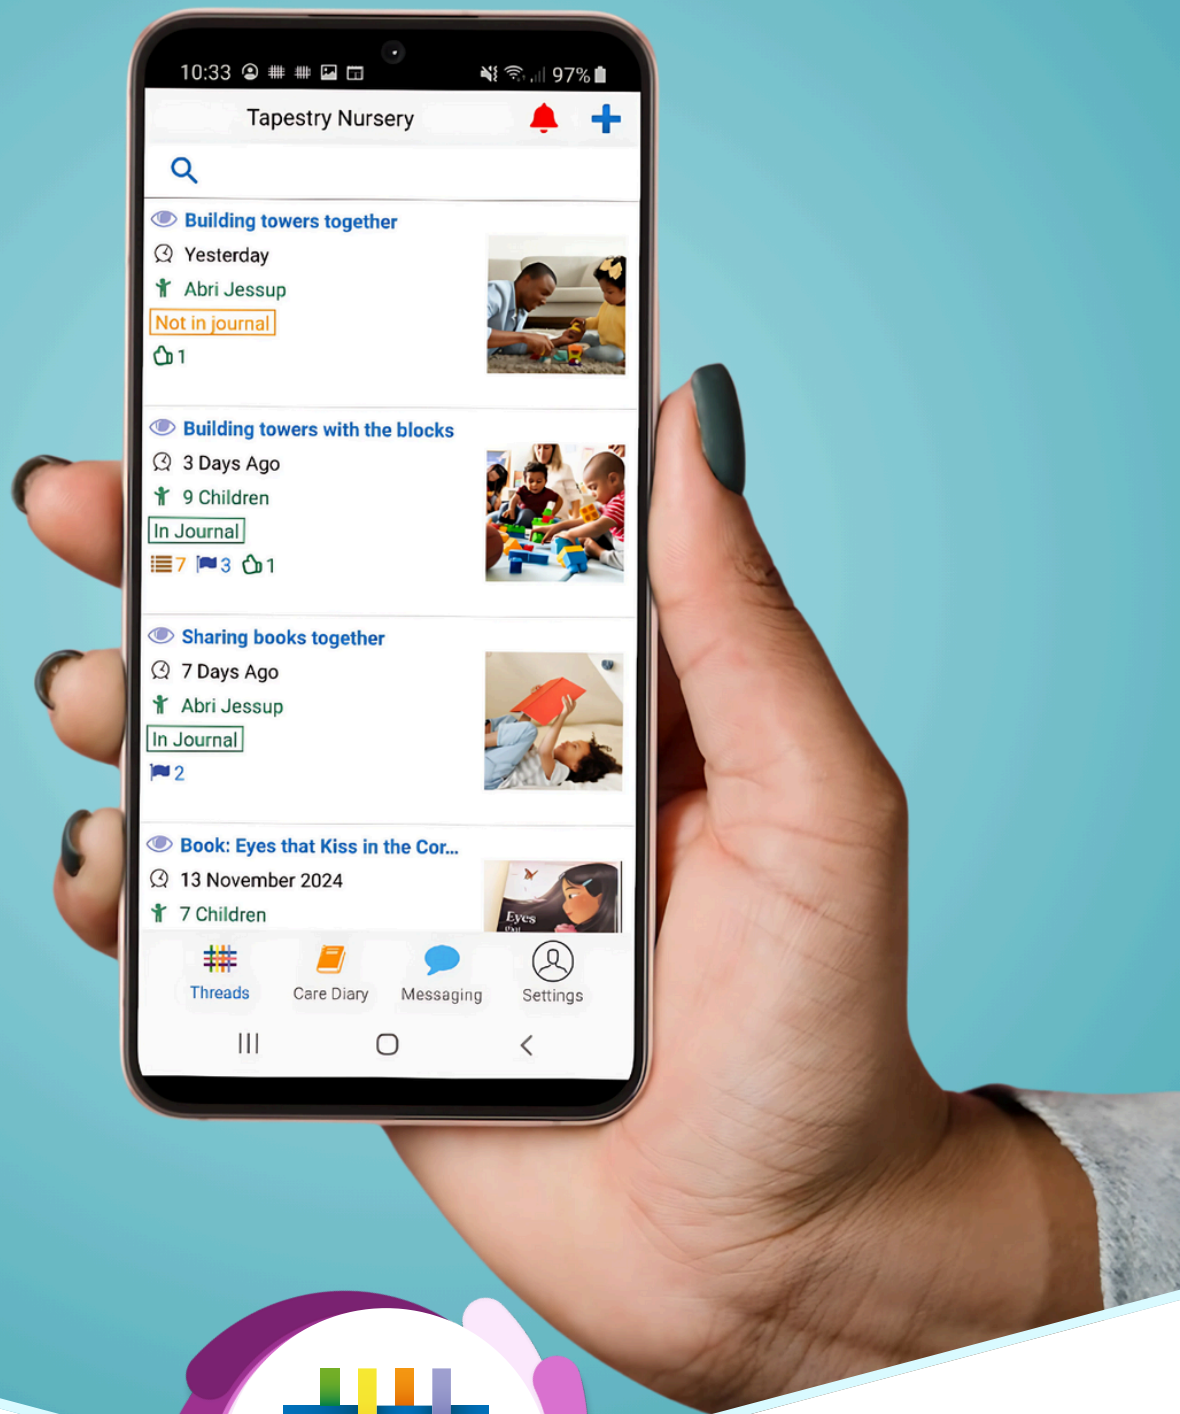 10:33
97%
Tapestry Nursery
Building towers together
Yesterday
Abri Jessup
Not in journal
1
Building towers with the blocks
3 Days Ago
9 Children
In Journal
7 3 1
Sharing books together
7 Days Ago
Abri Jessup
In Journal
2
Book: Eyes that Kiss in the Cor...
13 November 2024
7 Children
Eyes
that
Threads Care Diary Messaging Settings